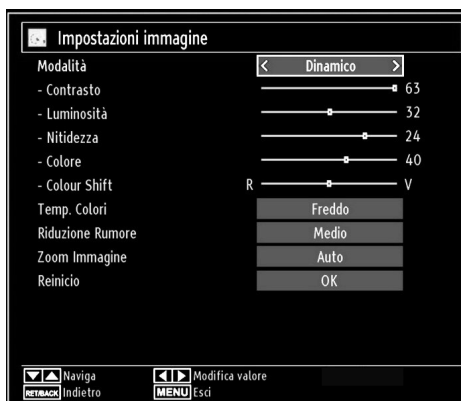 Impostazioni immagine
Modalità Dinamico
- Contrasto 63
- Luminosità 32
- Nitidezza 24
- Colore 40
- Colour Shift R V
Temp. Colori Freddo
Riduzione Rumore Medio
Zoom Immagine Auto
Reinicio OK
Naviga Modifica valore
RET/BACK Indietro MENU Esci